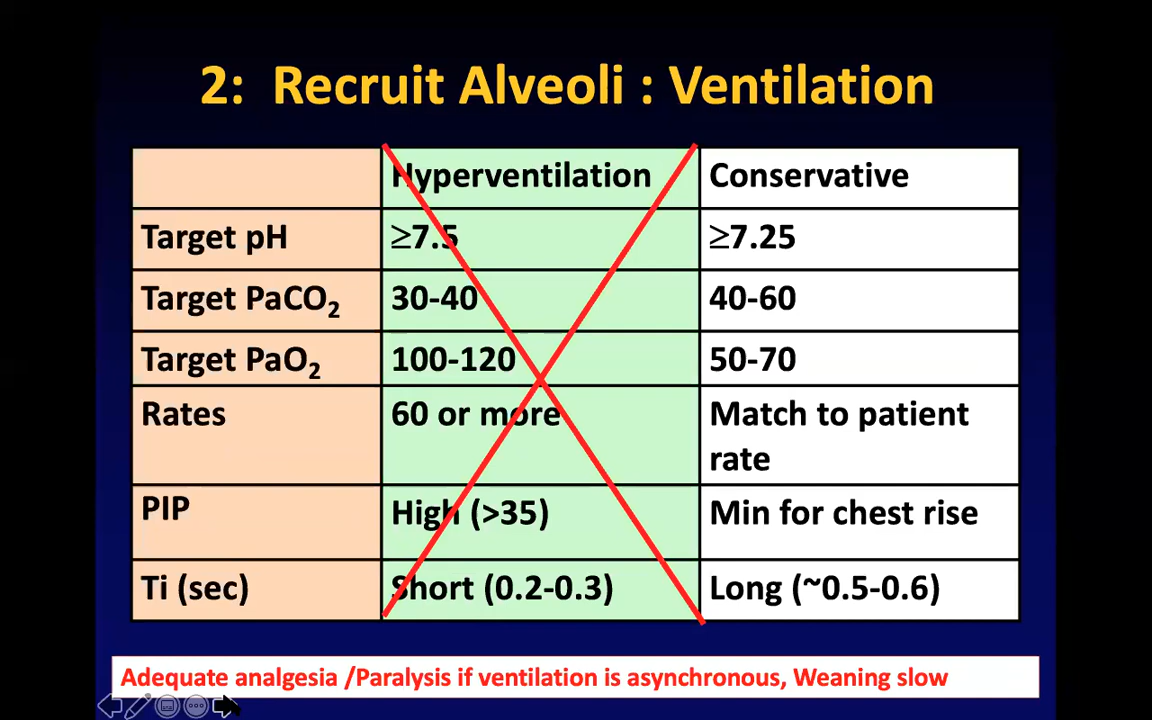 2: Recruit Alveoli : Ventilation
Hyperventilation Conservative
Target pH ≥7.5 ≥7.25
Target PaCO₂ 30-40 40-60
Target PaO₂ 100-120 50-70
Rates 60 or more Match to patient
rate
PIP High (>35) Min for chest rise
Ti (sec) Short (0.2-0.3) Long (~0.5-0.6)
Adequate analgesia /Paralysis if ventilation is asynchronous, Weaning slow